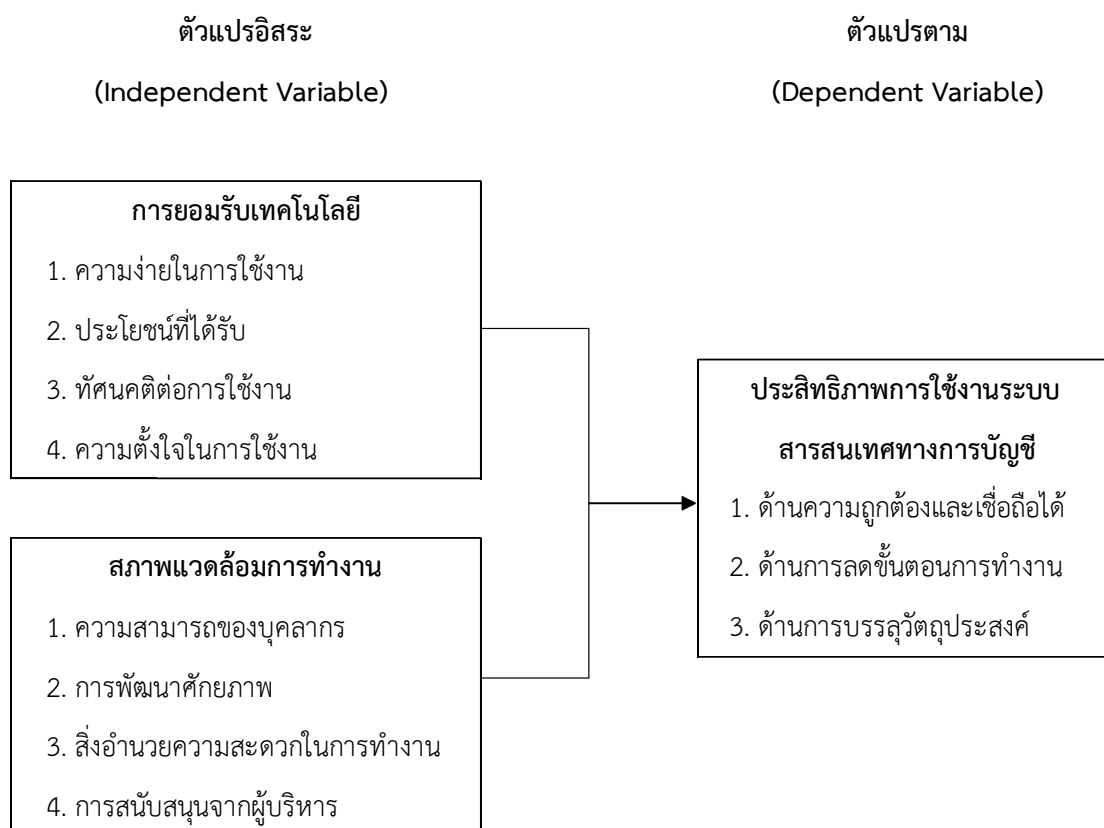 ตัวแปรอิสระ
(Independent Variable)
ตัวแปรตาม
(Dependent Variable)
การยอมรับเทคโนโลยี
1. ความง่ายในการใช้งาน
2. ประโยชน์ที่ได้รับ
3. ทัศนคติต่อการใช้งาน
4. ความตั้งใจในการใช้งาน
สภาพแวดล้อมการทำงาน
1. ความสามารถของบุคลากร
2. การพัฒนาศักยภาพ
3. สิ่งอำนวยความสะดวกในการทำงาน
4. การสนับสนุนจากผู้บริหาร
ประสิทธิภาพการใช้งานระบบ
สารสนเทศทางการบัญชี
1. ด้านความถูกต้องและเชื่อถือได้
2. ด้านการลดขั้นตอนการทำงาน
3. ด้านการบรรลุวัตถุประสงค์